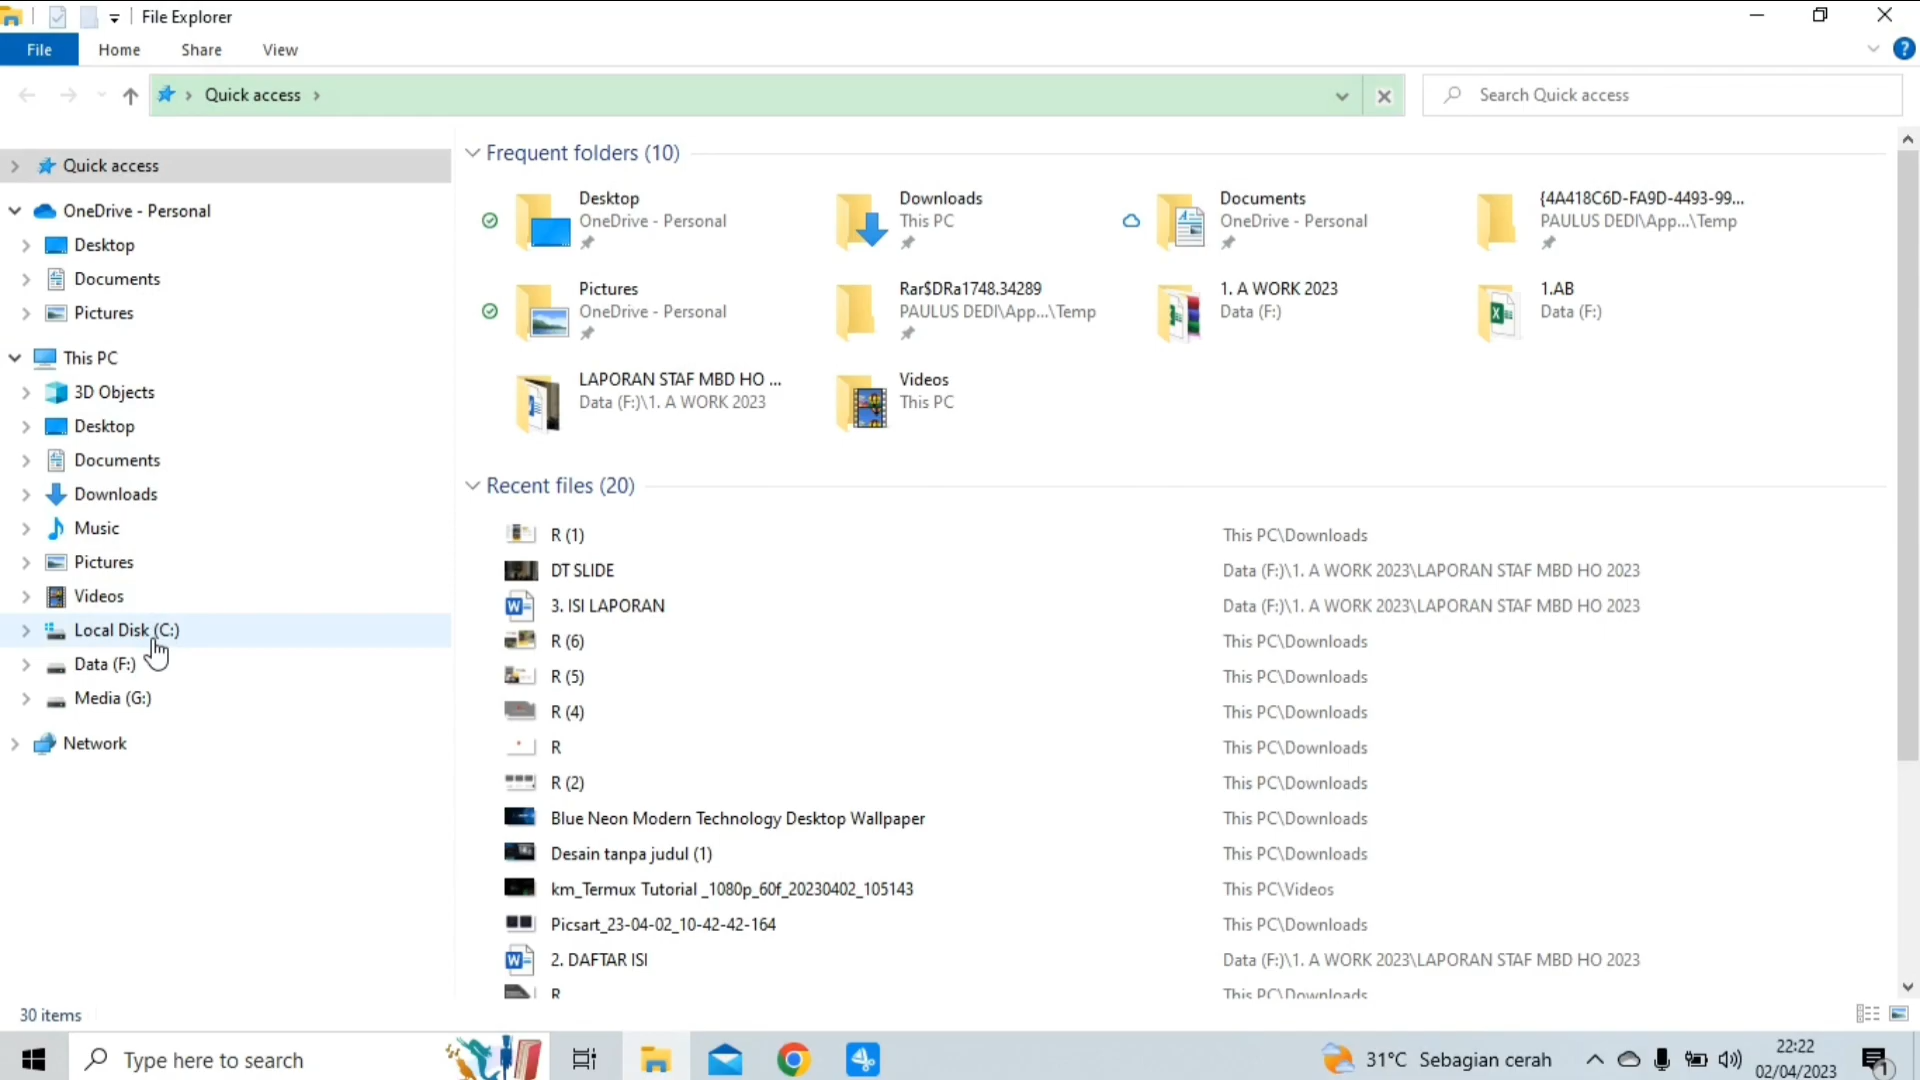 File Explorer
File Home Share View
Quick access
Search Quick access
Quick access
OneDrive - Personal
Desktop
Documents
Pictures
This PC
3D Objects
Desktop
Documents
Downloads
Music
Pictures
Videos
Local Disk (C:)
Data (F:)
Media (G:)
Network
Frequent folders (10)
Desktop
OneDrive - Personal
Downloads
This PC
Documents
OneDrive - Personal
{4A418C6D-FA9D-4493-99...
PAULUS DEDI\App...\Temp
Pictures
OneDrive - Personal
Rar$DRa1748.34289
PAULUS DEDI\App...\Temp
1. A WORK 2023
Data (F:)
1.AB
Data (F:)
LAPORAN STAF MBD HO ...
Data (F:)\1. A WORK 2023
Videos
This PC
Recent files (20)
R (1) This PC\Downloads
DT SLIDE Data (F:)\1. A WORK 2023\LAPORAN STAF MBD HO 2023
3. ISI LAPORAN Data (F:)\1. A WORK 2023\LAPORAN STAF MBD HO 2023
R (6) This PC\Downloads
R (5) This PC\Downloads
R (4) This PC\Downloads
R This PC\Downloads
R (2) This PC\Downloads
Blue Neon Modern Technology Desktop Wallpaper This PC\Downloads
Desain tanpa judul (1) This PC\Downloads
km_Termux Tutorial _1080p_60f_20230402_105143 This PC\Videos
Picsart_23-04-02_10-42-42-164 This PC\Downloads
2. DAFTAR ISI Data (F:)\1. A WORK 2023\LAPORAN STAF MBD HO 2023
R This PC\Downloads
30 items
Type here to search
31°C Sebagian cerah
22:22
02/04/2023
1